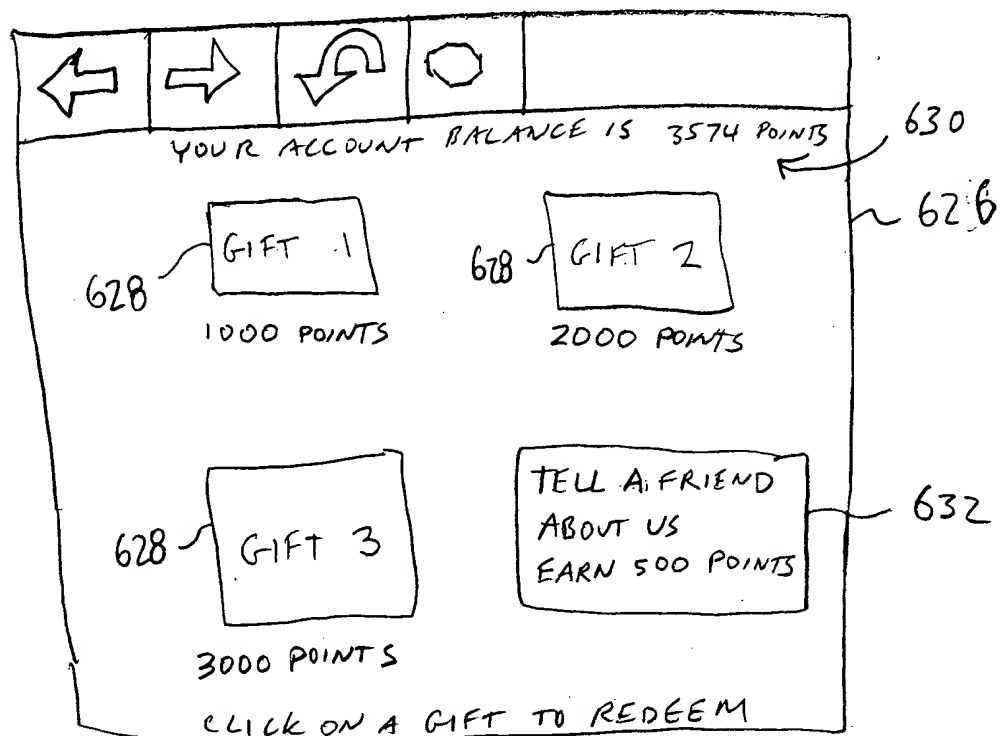 YOUR ACCOUNT BALANCE IS 3574 POINTS
630
626
GIFT 1
628
1000 POINTS
GIFT 2
628
2000 POINTS
GIFT 3
628
3000 POINTS
TELL A FRIEND
ABOUT US
EARN 500 POINTS
632
CLICK ON A GIFT TO REDEEM